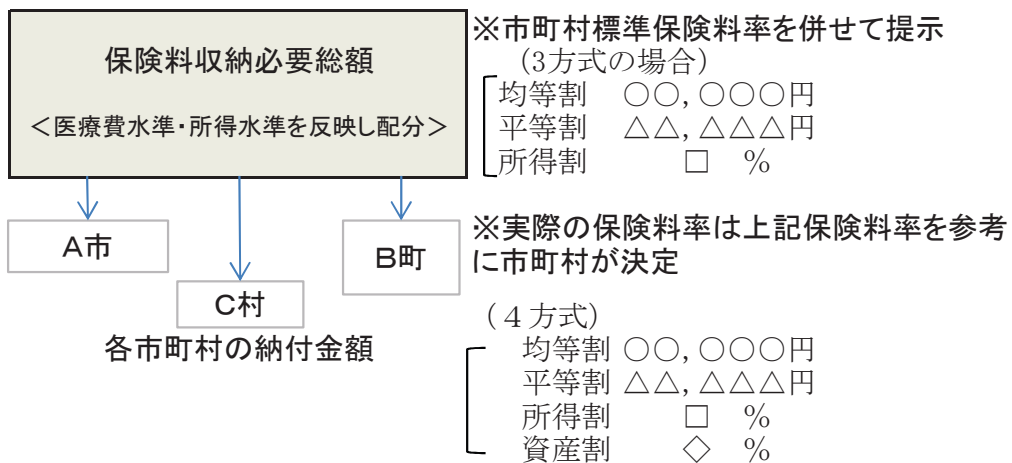 保険料収納必要総額
＜医療費水準・所得水準を反映し配分＞
A市
C村
B町
各市町村の納付金額
※市町村標準保険料率を併せて提示
(3方式の場合)
均等割 ○○,○○○円
平等割 △△,△△△円
所得割 □ %
※実際の保険料率は上記保険料率を参考
に市町村が決定
(４方式)
均等割 ○○,○○○円
平等割 △△,△△△円
所得割 □ %
資産割 ◇ %